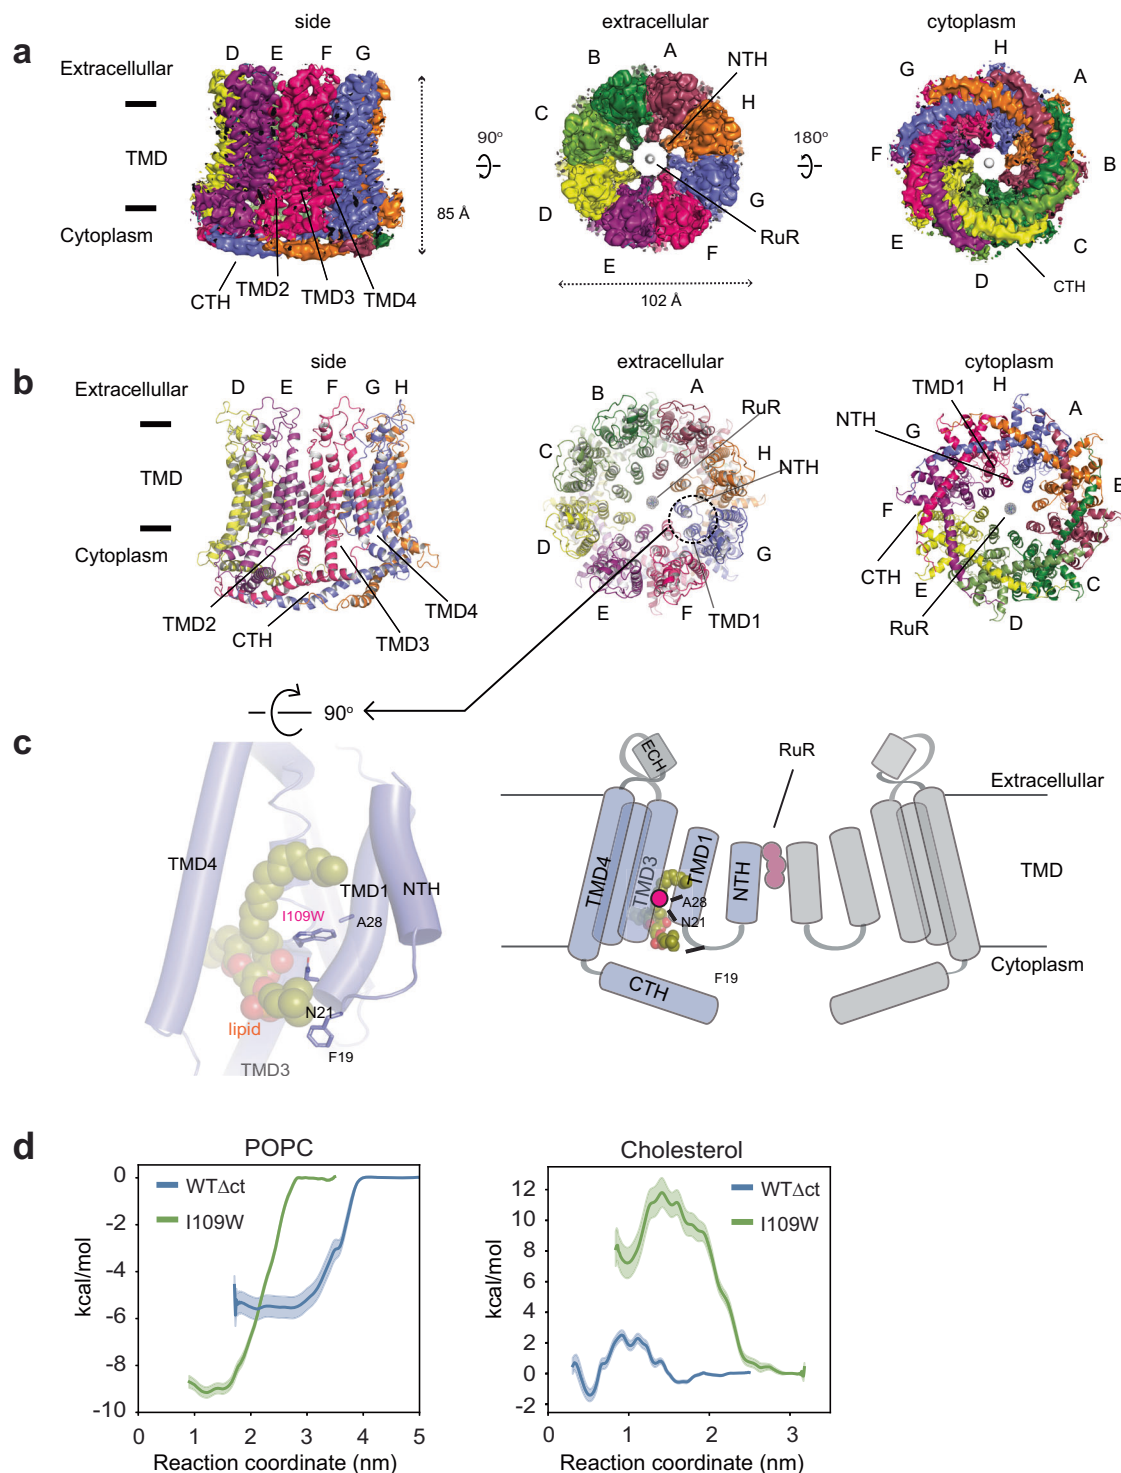 a
side
extracellular
cytoplasm
D E F G
B A NTH
H
G A
Extracellullar
TMD
Cytoplasm
85 Å
90°
C H
D G
E F
RuR
102 Å
180°
F B
E C
D
CTH
CTH TMD2 TMD3 TMD4
b
side
extracellular
cytoplasm
Extracellullar
TMD
Cytoplasm
D E F G H
TMD2
CTH
TMD3
TMD4
B A
RuR
C H
NTH
D G
E F
TMD1
TMD1 H
NTH G A
B
F
CTH
E C
RuR D
90°
c
TMD4
TMD1
NTH
I109W
A28
N21
F19
lipid
TMD3
RuR
ECH
Extracellullar
TMD4
TMD3
TMD1
NTH
TMD
A28
N21
Cytoplasm
CTH
F19
d
POPC
WTΔct
I109W
kcal/mol
0
-2
-4
-6
-8
-10
0 1 2 3 4 5
Reaction coordinate (nm)
Cholesterol
WTΔct
I109W
kcal/mol
12
10
8
6
4
2
0
-2
0 1 2 3
Reaction coordinate (nm)